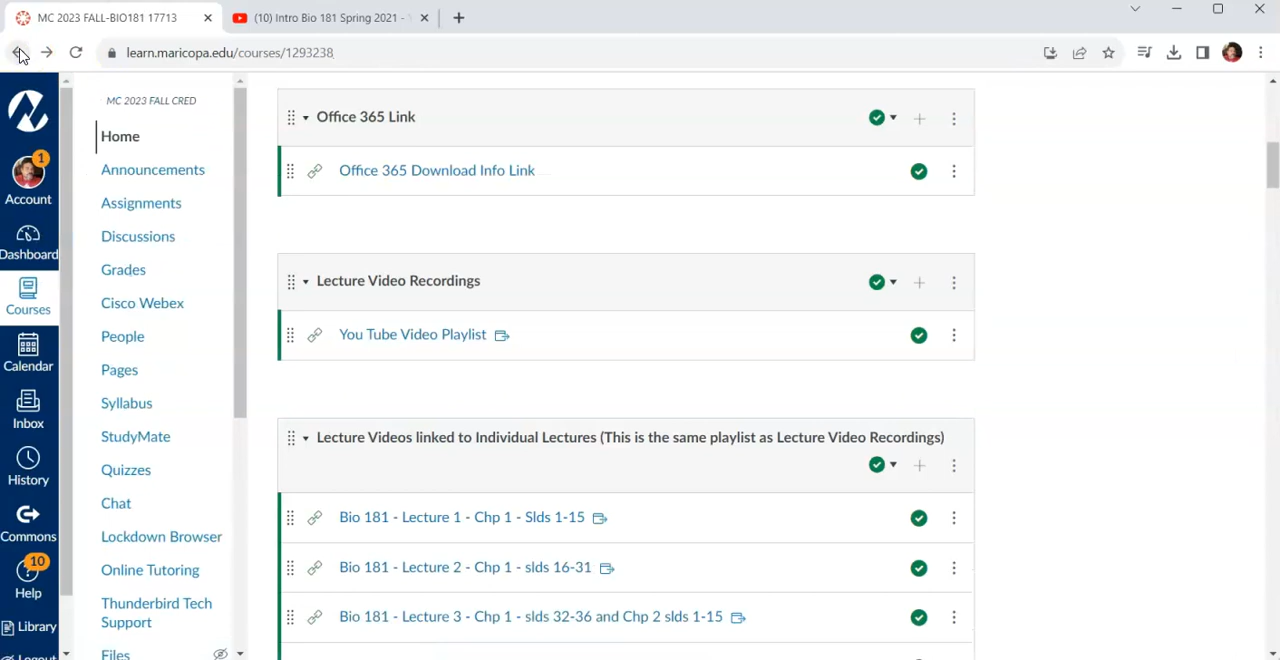 MC 2023 FALL-BIO181 17713
(10) Intro Bio 181 Spring 2021 -
learn.maricopa.edu/courses/1293238
1
Account
Dashboard
Courses
Calendar
Inbox
History
Commons
10
Help
Library
Logout
MC 2023 FALL CRED
Home
Announcements
Assignments
Discussions
Grades
Cisco Webex
People
Pages
Syllabus
StudyMate
Quizzes
Chat
Lockdown Browser
Online Tutoring
Thunderbird Tech
Support
Files
Office 365 Link
Office 365 Download Info Link
Lecture Video Recordings
You Tube Video Playlist
Lecture Videos linked to Individual Lectures (This is the same playlist as Lecture Video Recordings)
Bio 181 - Lecture 1 - Chp 1 - Slds 1-15
Bio 181 - Lecture 2 - Chp 1 - slds 16-31
Bio 181 - Lecture 3 - Chp 1 - slds 32-36 and Chp 2 slds 1-15